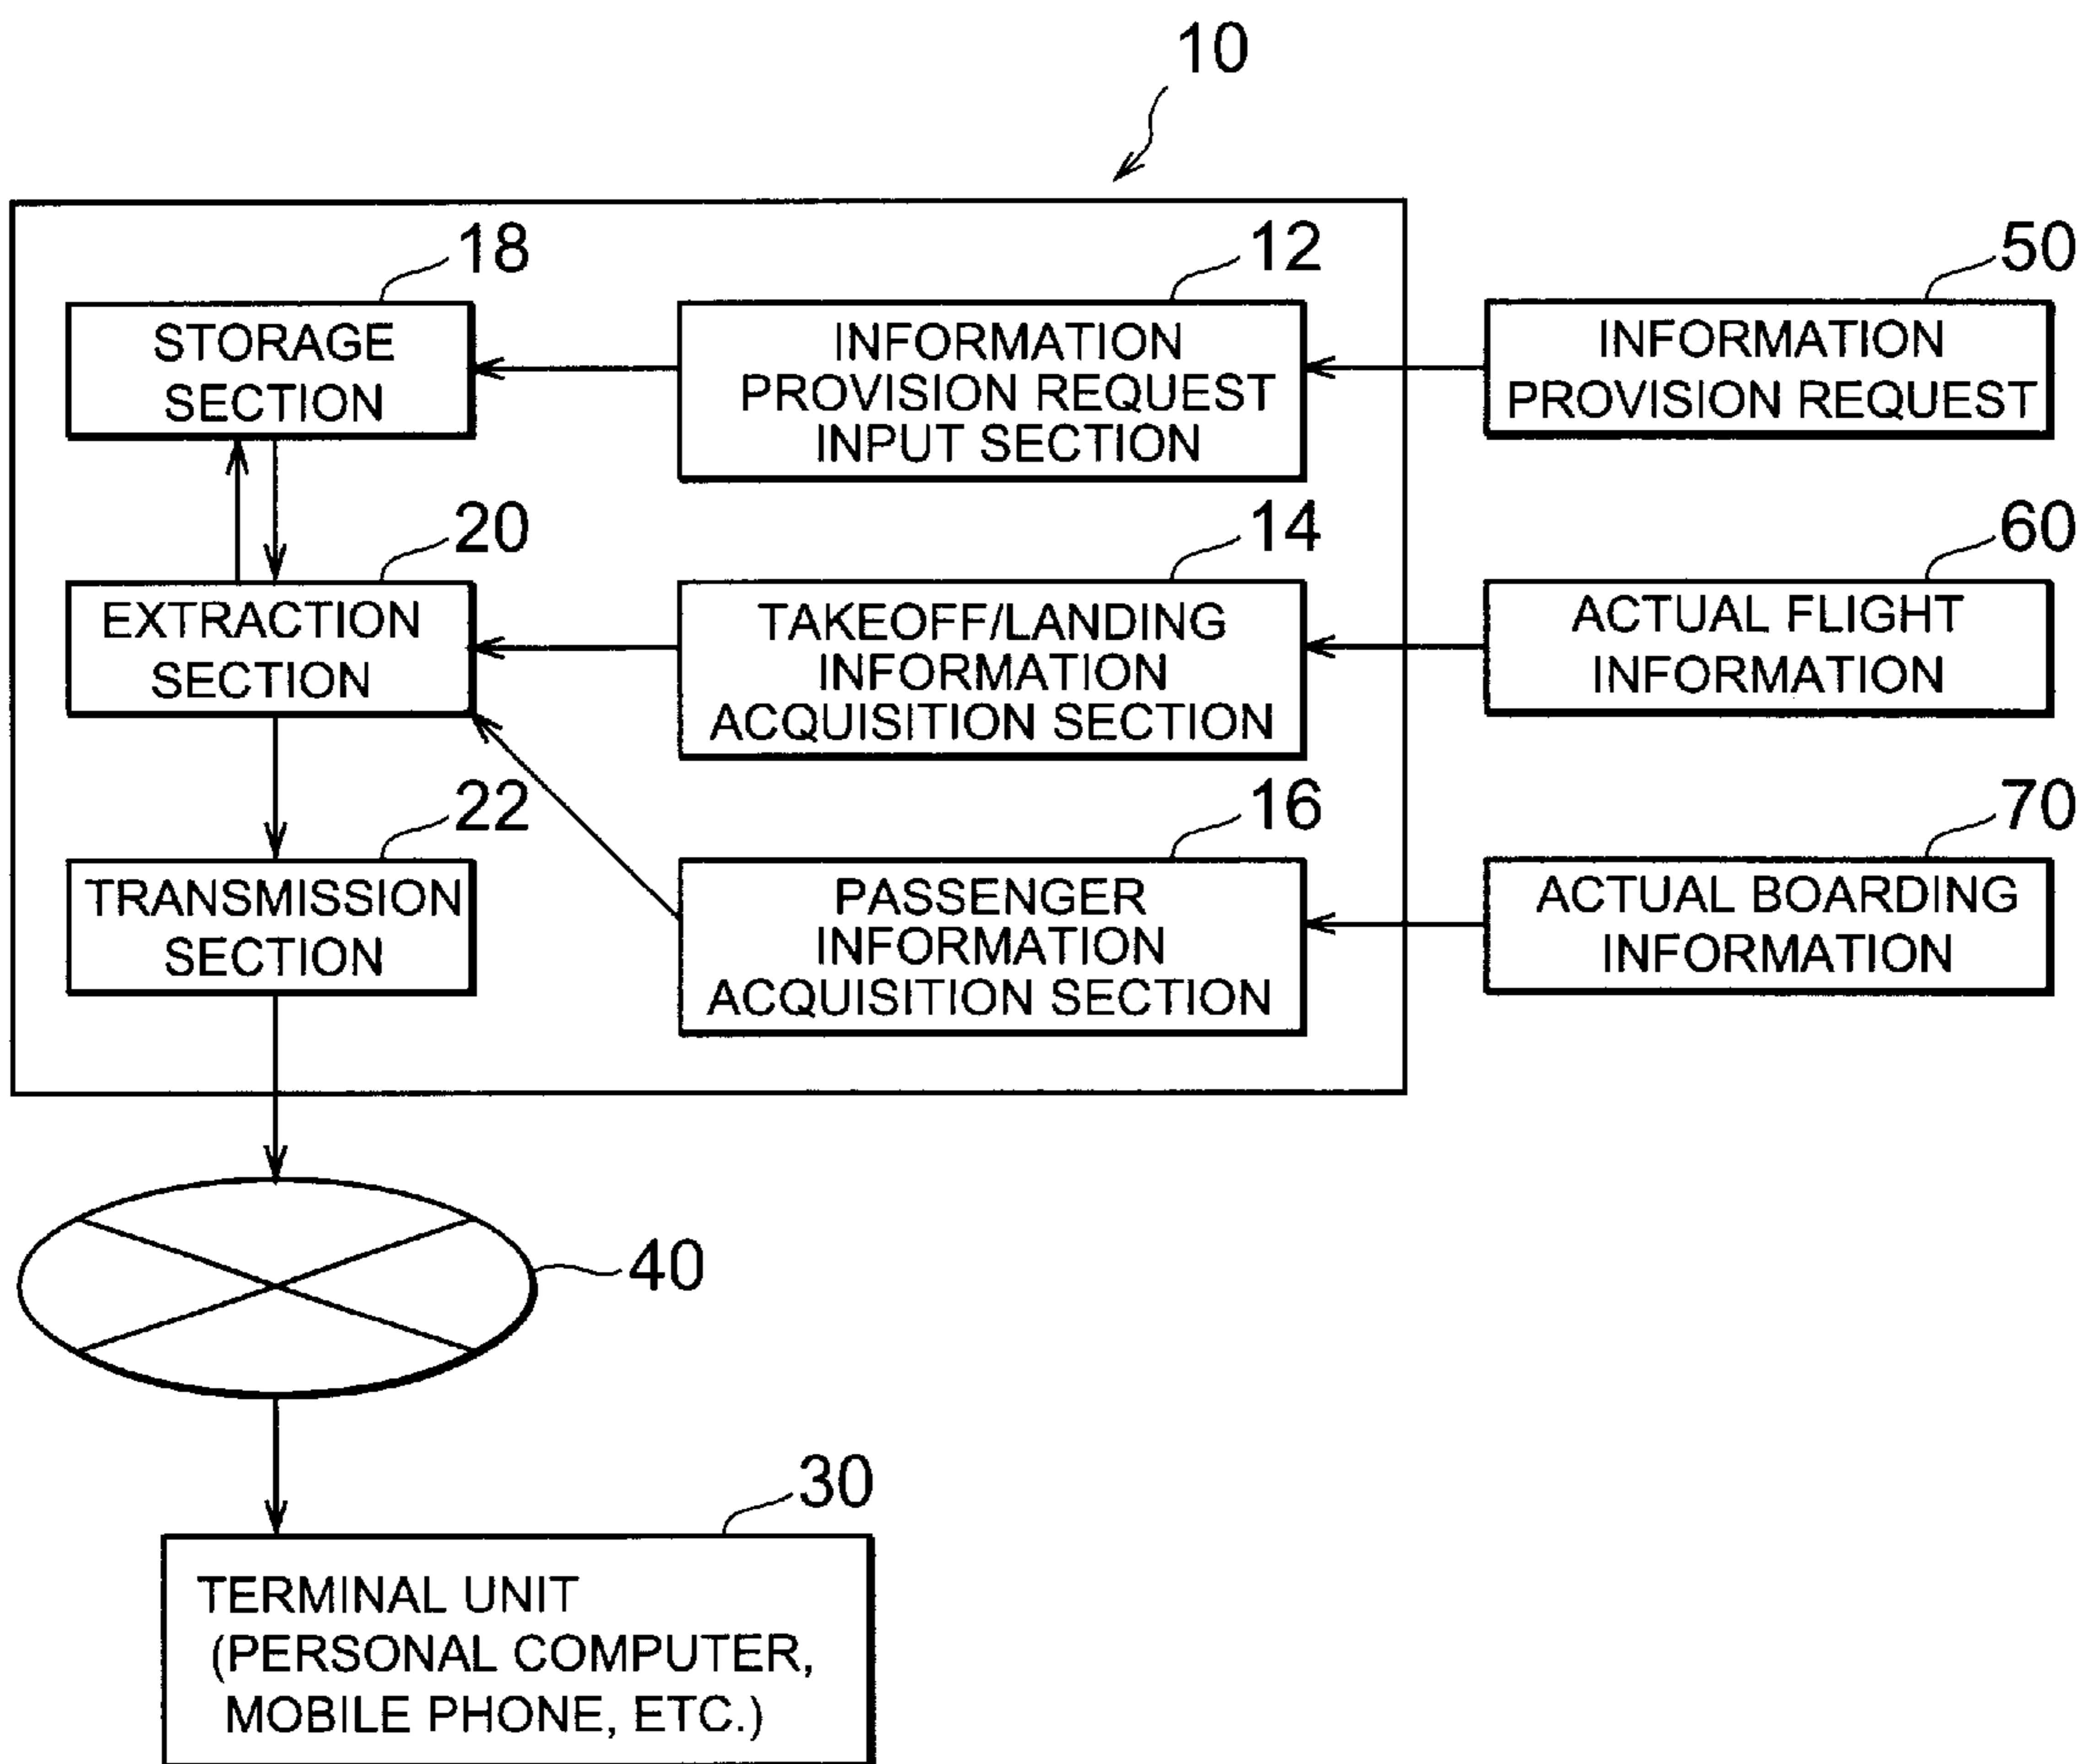 10
18
STORAGE
SECTION
12
INFORMATION
PROVISION REQUEST
INPUT SECTION
50
INFORMATION
PROVISION REQUEST
20
EXTRACTION
SECTION
14
TAKEOFF/LANDING
INFORMATION
ACQUISITION SECTION
60
ACTUAL FLIGHT
INFORMATION
22
TRANSMISSION
SECTION
16
PASSENGER
INFORMATION
ACQUISITION SECTION
70
ACTUAL BOARDING
INFORMATION
40
30
TERMINAL UNIT
(PERSONAL COMPUTER,
MOBILE PHONE, ETC.)